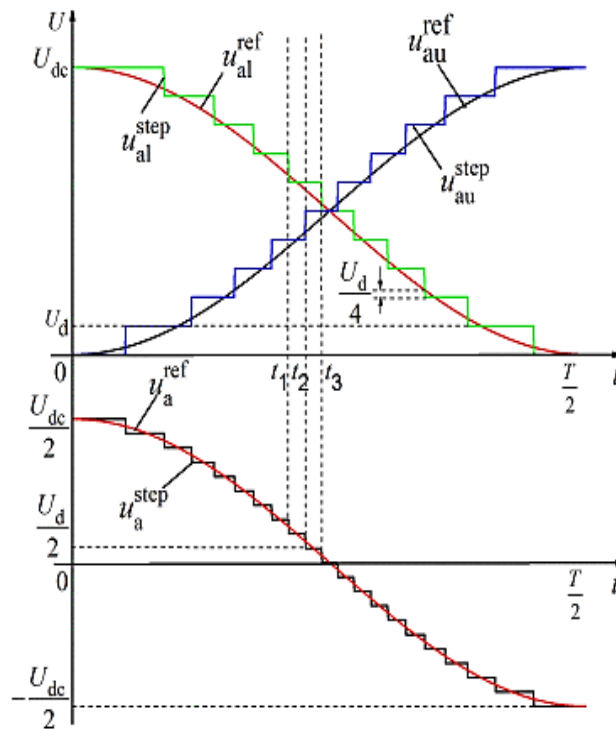 U
U_dc
u_al^ref
u_au^ref
u_al^step
u_au^step
U_d/4
U_d
0
t_1 t_2 t_3
T/2
t
U_dc/2
u_a^ref
u_a^step
U_d/2
0
T/2
t
-U_dc/2